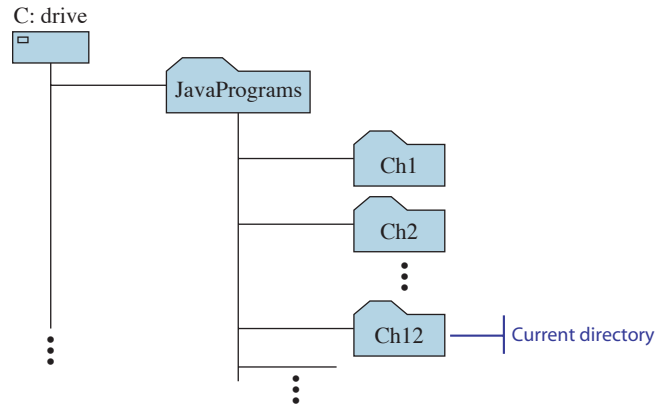 C: drive
JavaPrograms
Ch1
Ch2
Ch12
Current directory